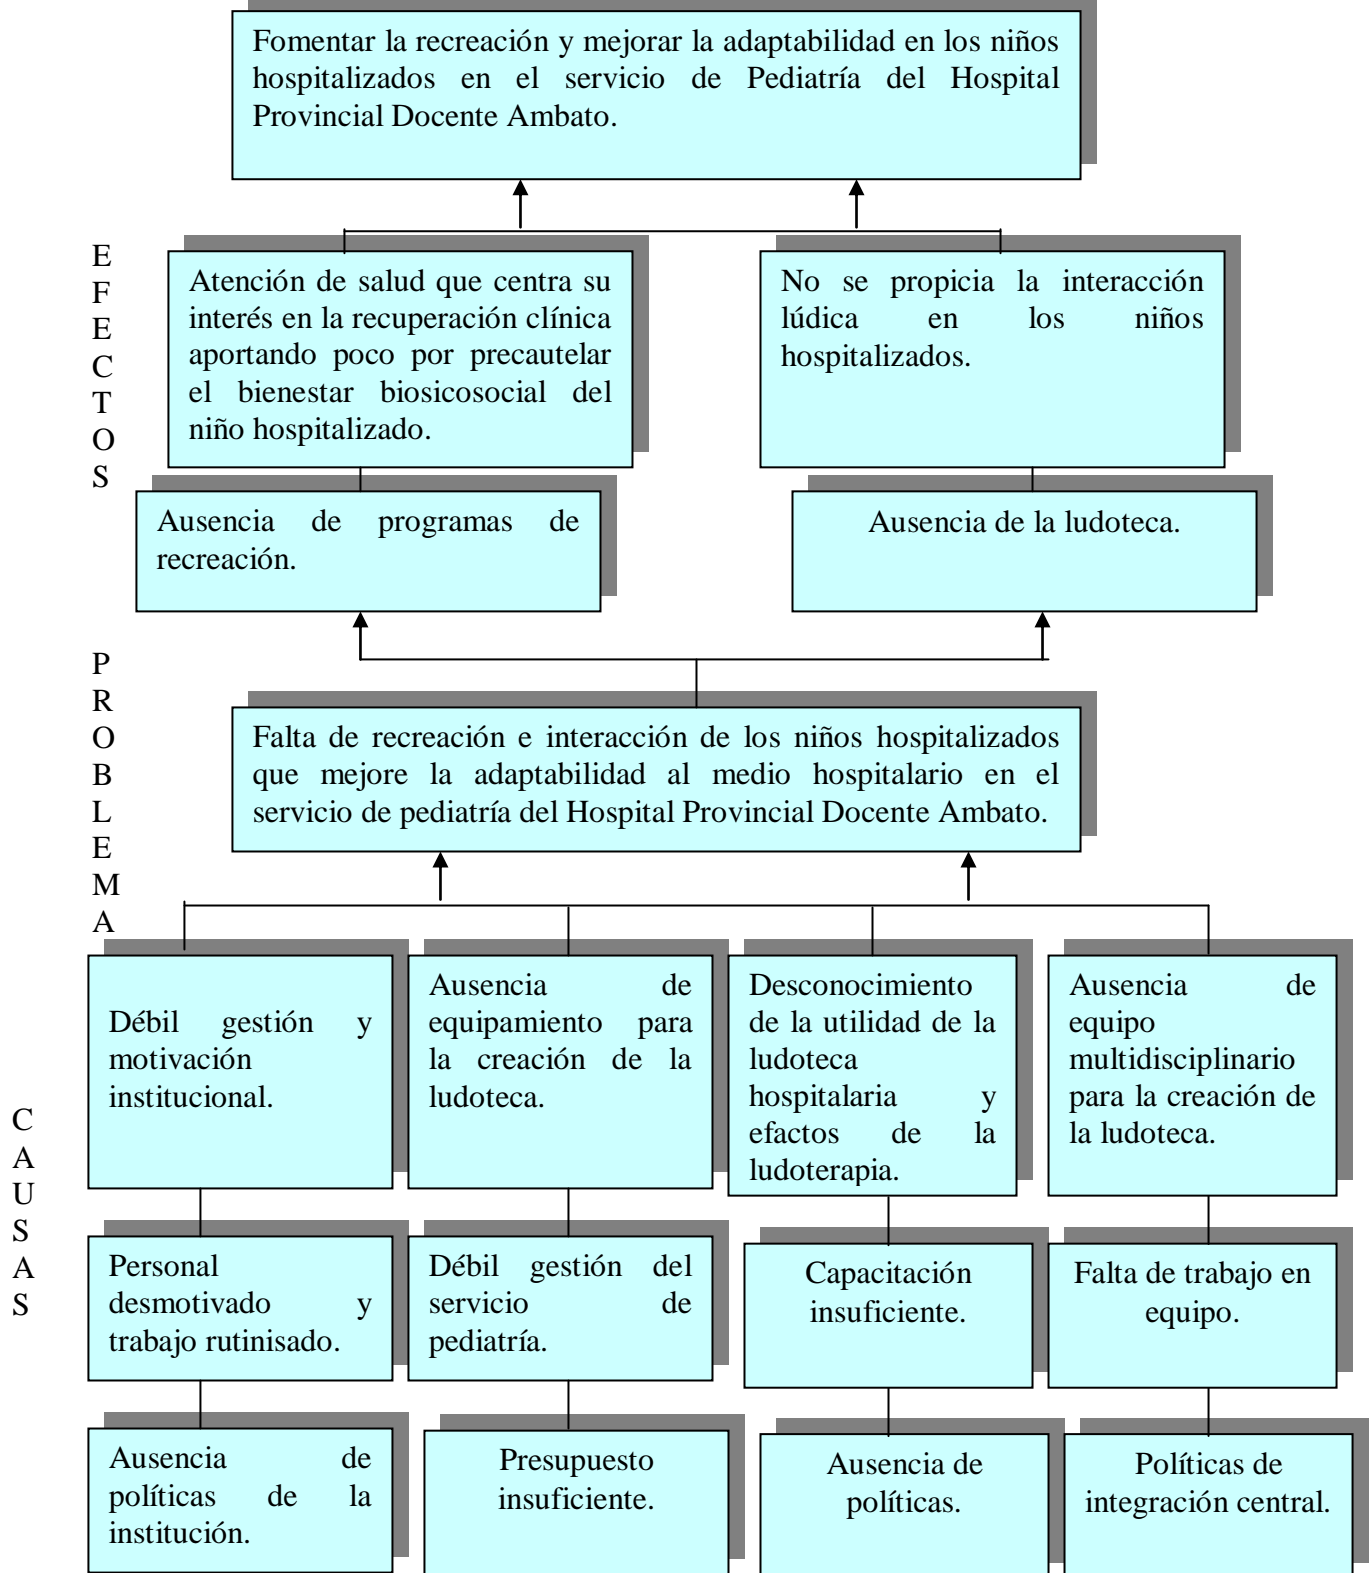 Fomentar la recreación y mejorar la adaptabilidad en los niños
hospitalizados en el servicio de Pediatría del Hospital
Provincial Docente Ambato.
EFECTOS
Atención de salud que centra su
interés en la recuperación clínica
aportando poco por precautelar
el bienestar biosicosocial del
niño hospitalizado.
No se propicia la interacción
lúdica en los niños
hospitalizados.
Ausencia de programas de
recreación.
Ausencia de la ludoteca.
PROBLEMA
Falta de recreación e interacción de los niños hospitalizados
que mejore la adaptabilidad al medio hospitalario en el
servicio de pediatría del Hospital Provincial Docente Ambato.
CAUSAS
Débil gestión y
motivación
institucional.
Ausencia de
equipamiento para
la creación de la
ludoteca.
Desconocimiento
de la utilidad de la
ludoteca
hospitalaria y
efactos de la
ludoterapia.
Ausencia de
equipo
multidisciplinario
para la creación de
la ludoteca.
Personal
desmotivado y
trabajo rutinisado.
Débil gestión del
servicio de
pediatría.
Capacitación
insuficiente.
Falta de trabajo en
equipo.
Ausencia de
políticas de la
institución.
Presupuesto
insuficiente.
Ausencia de
políticas.
Políticas de
integración central.